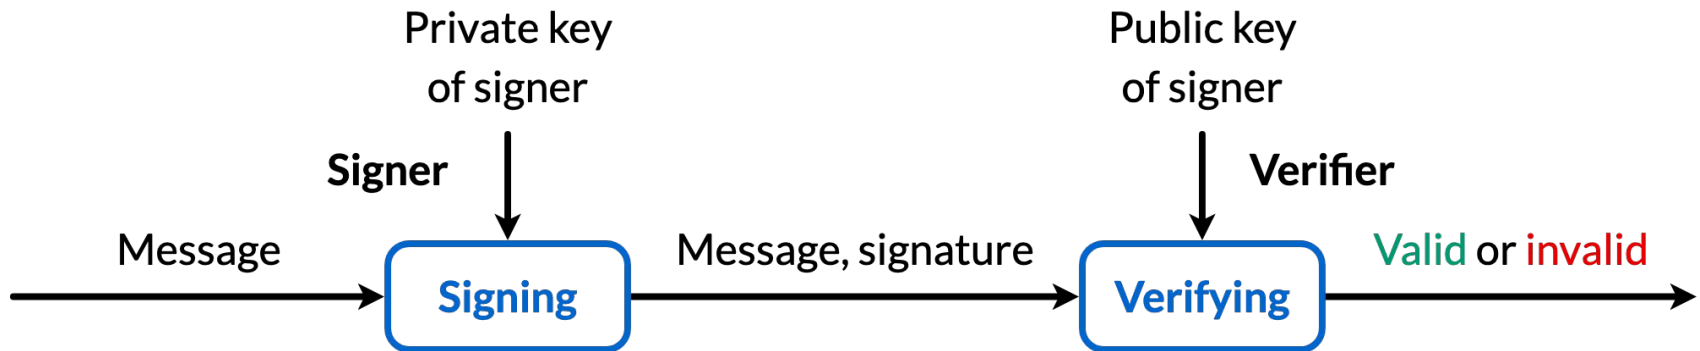 Private key
of signer
Public key
of signer
Signer
Verifier
Message
Message, signature
Valid or invalid
Signing
Verifying